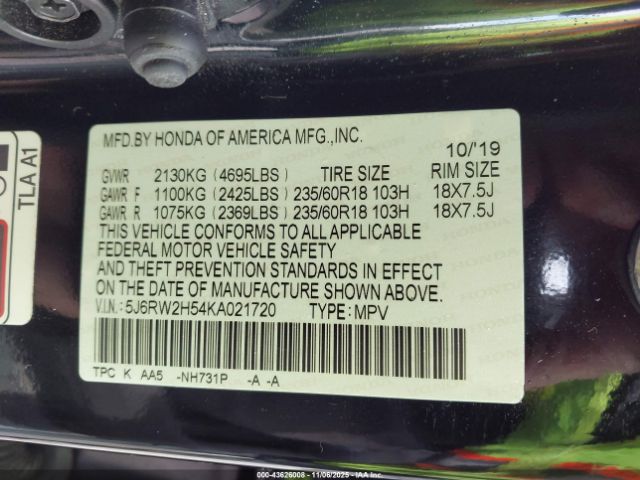 MFD.BY HONDA OF AMERICA MFG.,INC.
10/'19
GVWR 2130KG (4695LBS) TIRE SIZE RIM SIZE
GAWR F 1100KG (2425LBS) 235/60R18 103H 18X7.5J
GAWR R 1075KG (2369LBS) 235/60R18 103H 18X7.5J
THIS VEHICLE CONFORMS TO ALL APPLICABLE
FEDERAL MOTOR VEHICLE SAFETY
AND THEFT PREVENTION STANDARDS IN EFFECT
ON THE DATE OF MANUFACTURE SHOWN ABOVE.
V.I.N.: 5J6RW2H54KA021720 TYPE: MPV
TPC K AA5 -NH731P -A -A
TLA A1
000-43626008 - 11/06/2025 - IAA Inc.